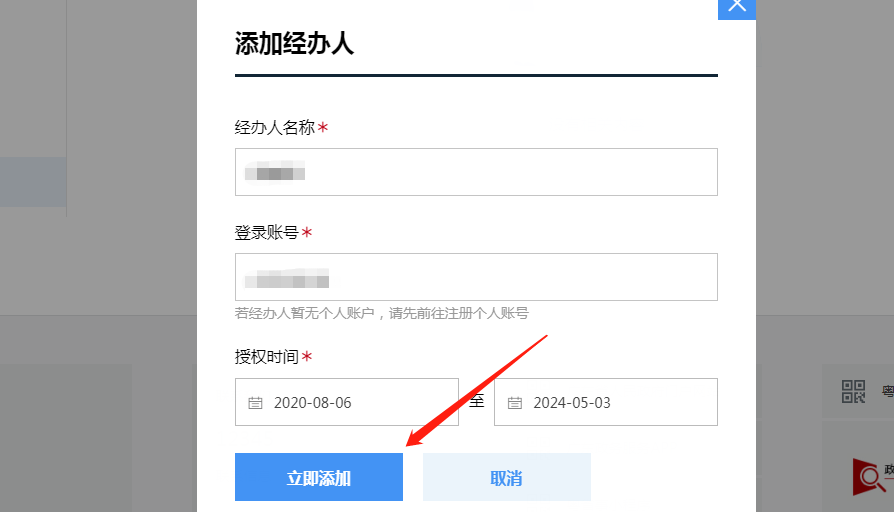 添加经办人
经办人名称*
登录账号*
若经办人暂无个人账户，请先前往注册个人账号
授权时间*
2020-08-06 至 2024-05-03
立即添加 取消
粤
政